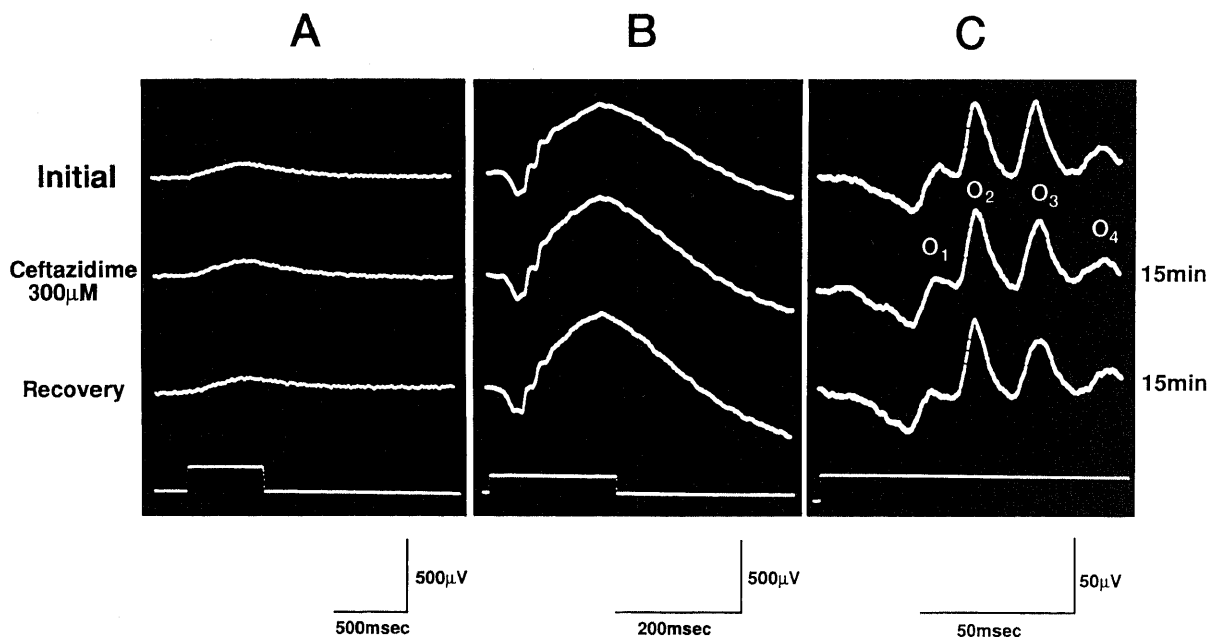 A B C
Initial
O₂ O₃
O₁ O₄
Ceftazidime
300μM
15min
Recovery
15min
500μV 500μV 50μV
500msec 200msec 50msec